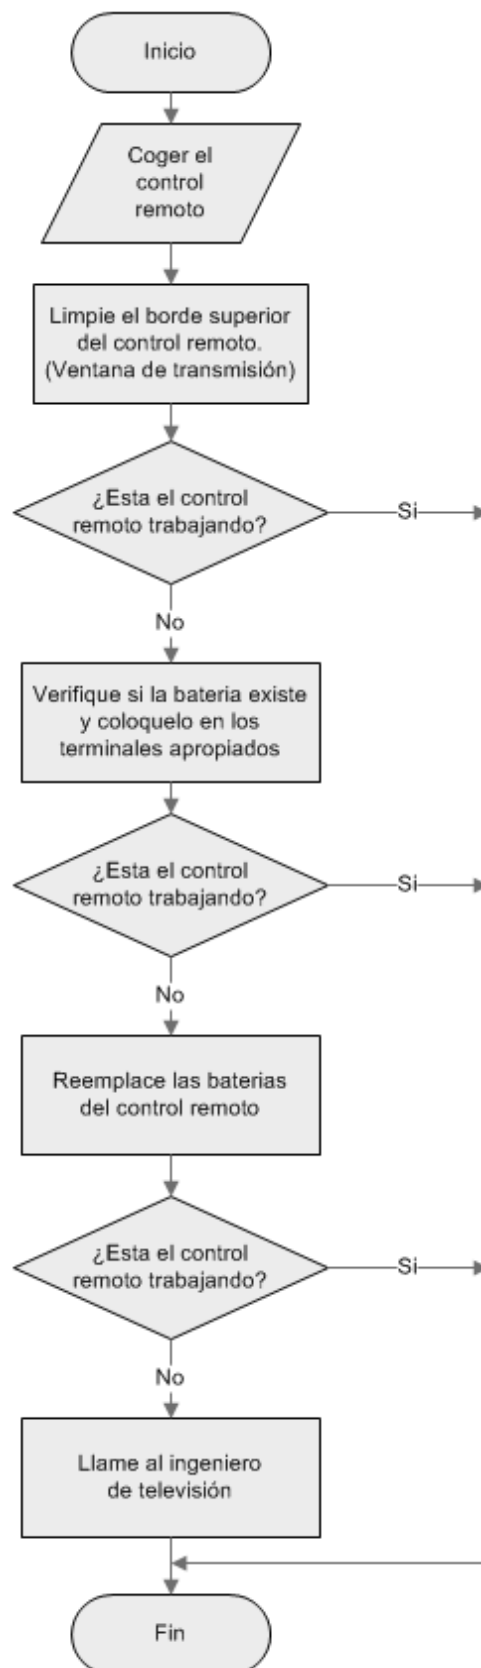 Inicio
Coger el
control
remoto
Limpie el borde superior
del control remoto.
(Ventana de transmisión)
¿Esta el control
remoto trabajando?
Si
No
Verifique si la bateria existe
y coloquelo en los
terminales apropiados
¿Esta el control
remoto trabajando?
Si
No
Reemplace las baterias
del control remoto
¿Esta el control
remoto trabajando?
Si
No
Llame al ingeniero
de televisión
Fin